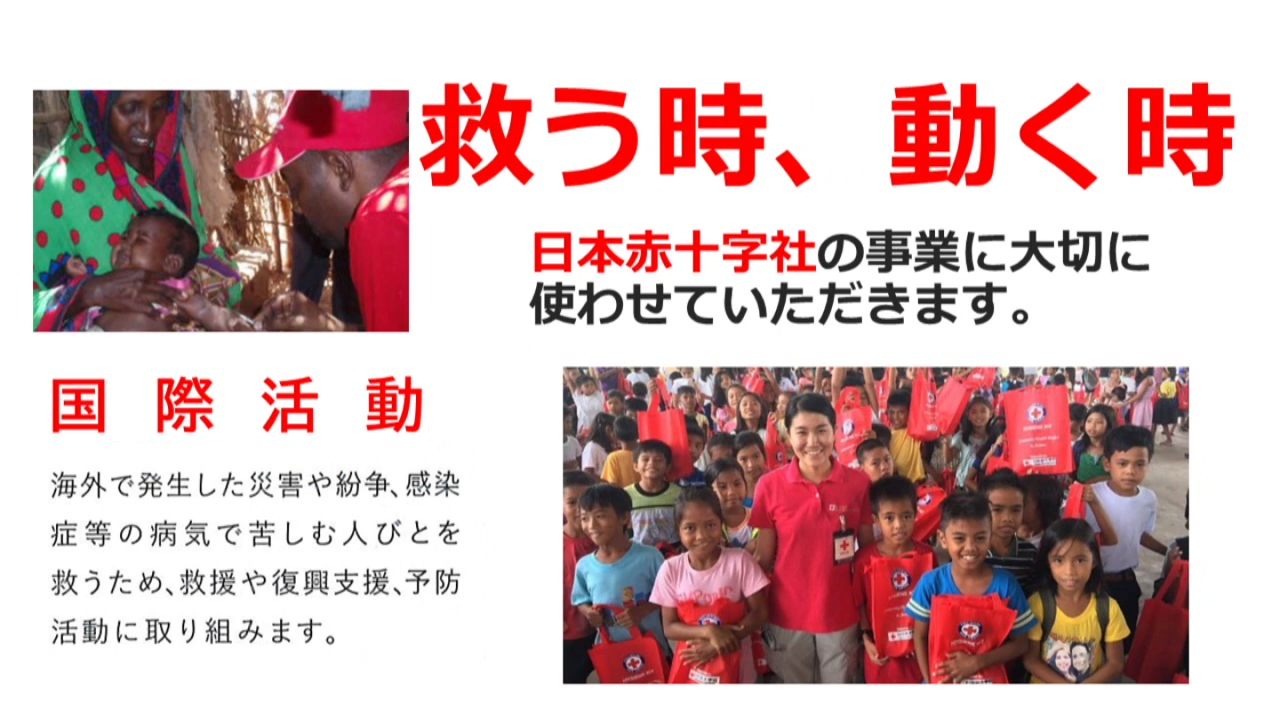 救う時、動く時
日本赤十字社の事業に大切に
使わせていただきます。
国際活動
海外で発生した災害や紛争、感染
症等の病気で苦しむ人びとを
救うため、救援や復興支援、予防
活動に取り組みます。